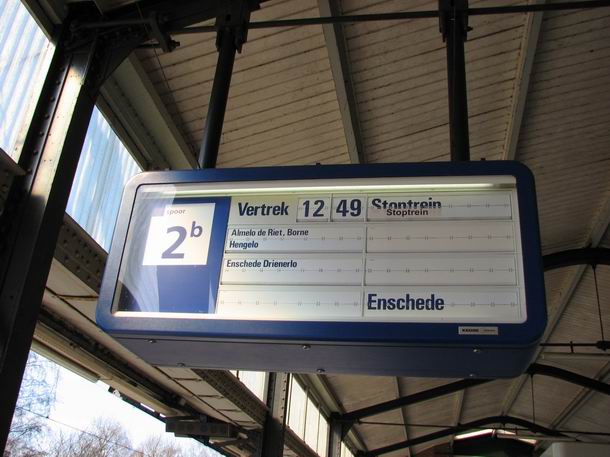 spoor
2b
Vertrek 12 49 Stoptrein
Stoptrein
Almelo de Riet, Borne
Hengelo
Enschede Drienerlo
Enschede